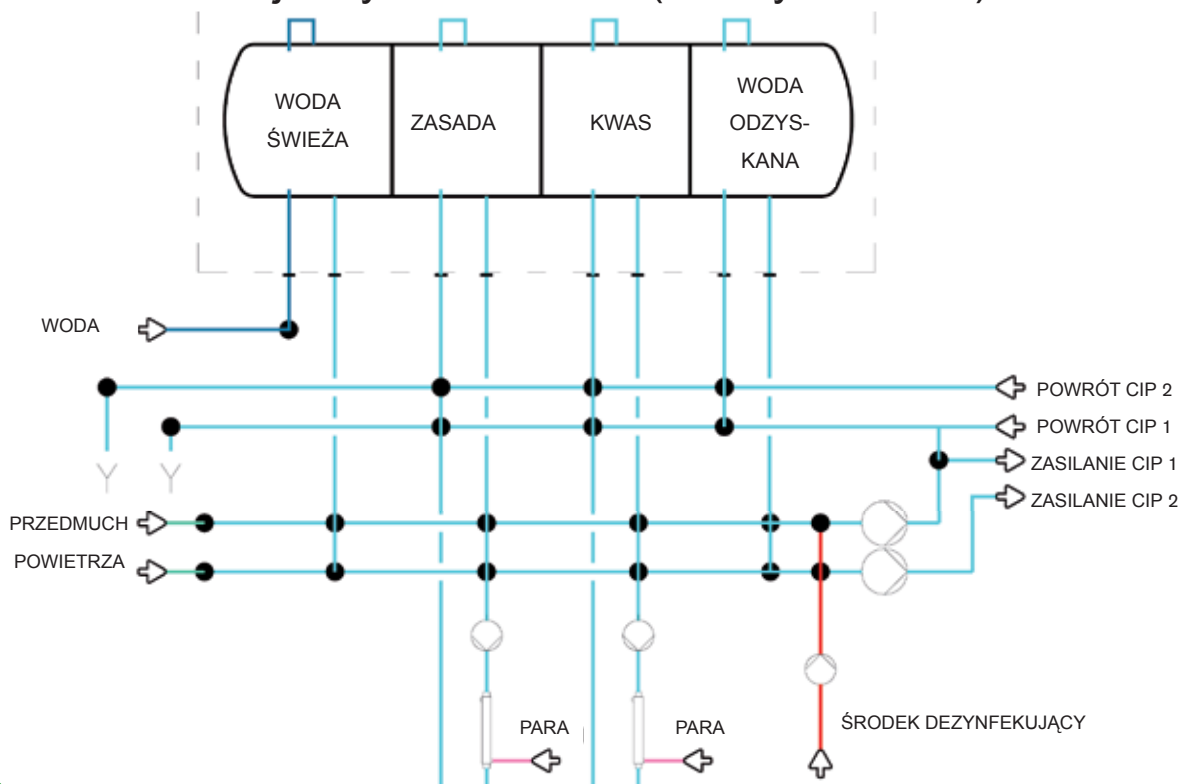 WODA
ŚWIEŻA
ZASADA
KWAS
WODA
ODZYS-
KANA
WODA
POWRÓT CIP 2
POWRÓT CIP 1
ZASILANIE CIP 1
ZASILANIE CIP 2
PRZEDMUCH
POWIETRZA
PARA
PARA
ŚRODEK DEZYNFEKUJĄCY